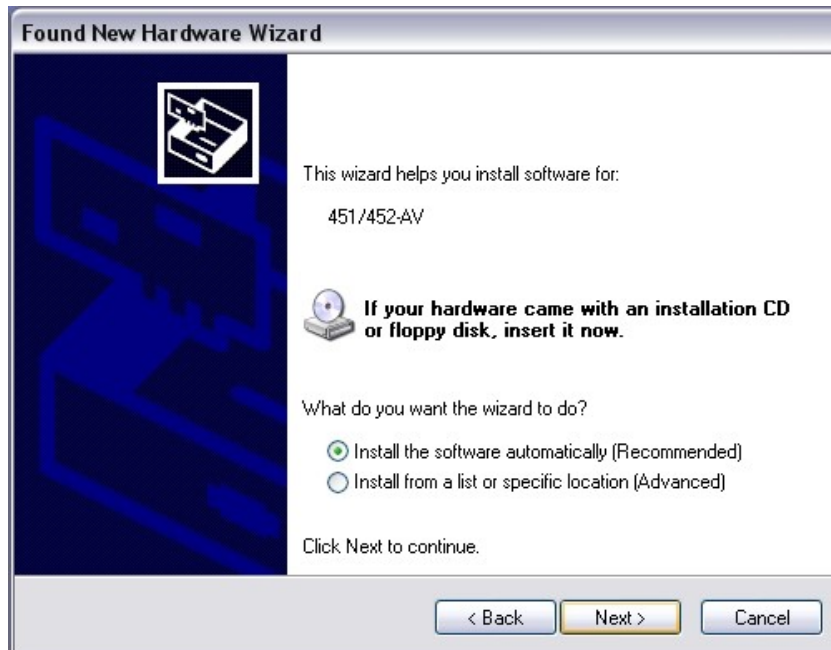 Found New Hardware Wizard
This wizard helps you install software for:
451/452-AV
If your hardware came with an installation CD
or floppy disk, insert it now.
What do you want the wizard to do?
Install the software automatically (Recommended)
Install from a list or specific location (Advanced)
Click Next to continue.
< Back
Next >
Cancel